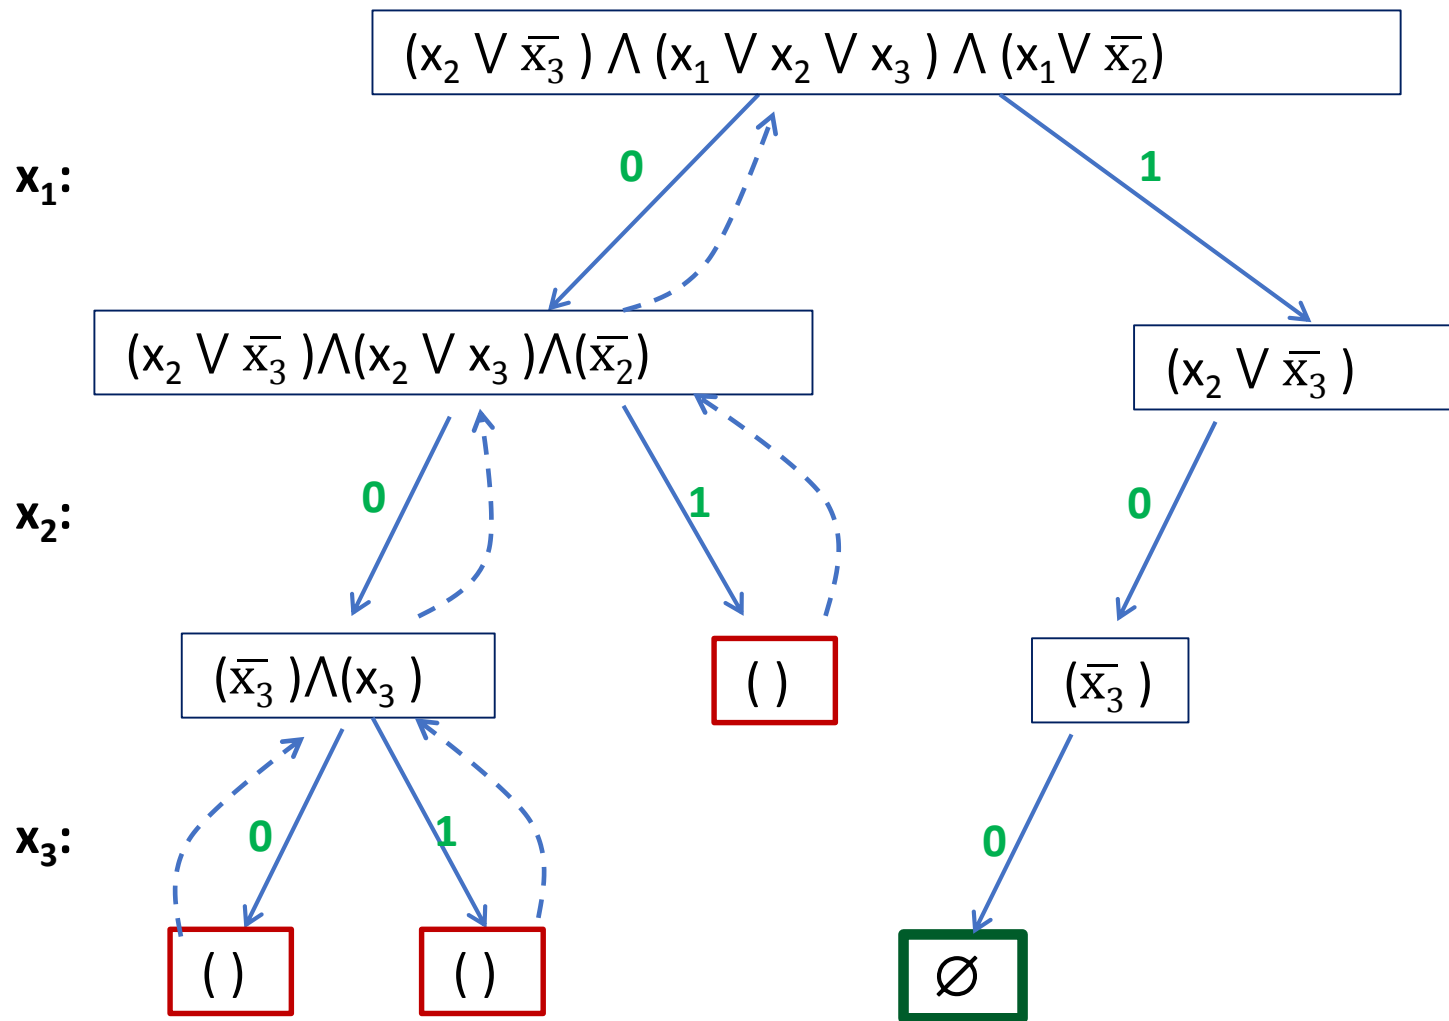 (x₂ ⋁ x̅₃ ) ⋀ (x₁ ⋁ x₂ ⋁ x₃ ) ⋀ (x₁⋁ x̅₂)
x₁:
0
1
(x₂ ⋁ x̅₃ )⋀(x₂ ⋁ x₃ )⋀(x̅₂)
(x₂ ⋁ x̅₃ )
x₂:
0
1
0
(x̅₃ )⋀(x₃ )
( )
(x̅₃ )
x₃:
0
1
0
( )
( )
∅